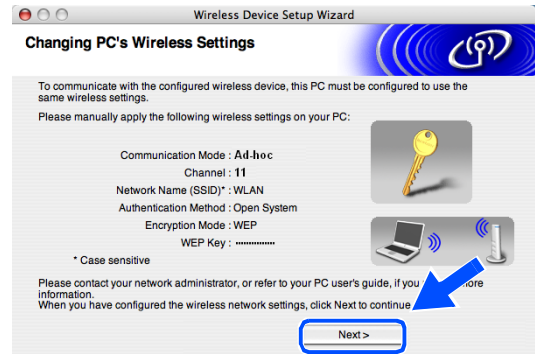 Wireless Device Setup Wizard
Changing PC's Wireless Settings
To communicate with the configured wireless device, this PC must be configured to use the
same wireless settings.
Please manually apply the following wireless settings on your PC:
Communication Mode : Ad-hoc
Channel : 11
Network Name (SSID)* : WLAN
Authentication Method : Open System
Encryption Mode : WEP
WEP Key : ••••••••••••••
* Case sensitive
Please contact your network administrator, or refer to your PC user's guide, if you more
information.
When you have configured the wireless network settings, click Next to continue
Next >